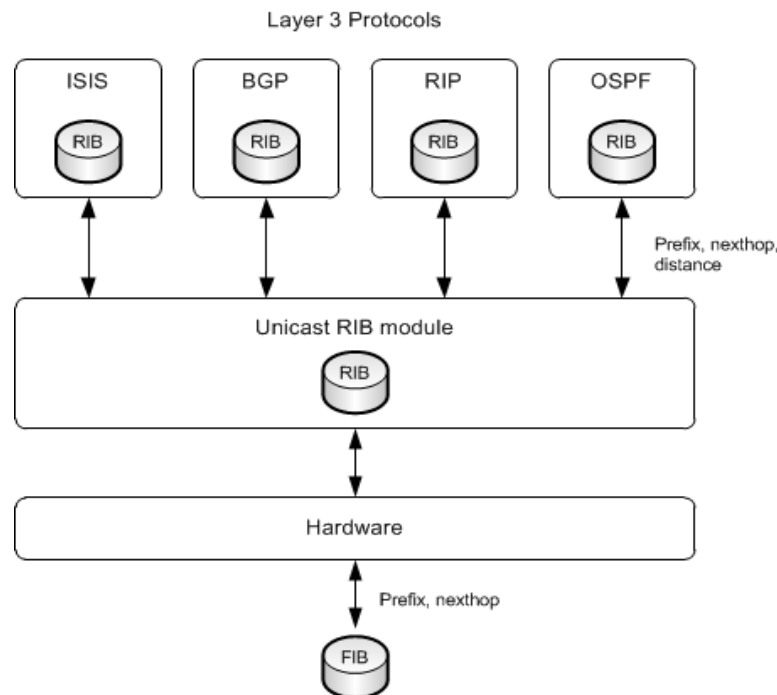 Layer 3 Protocols
ISIS
BGP
RIP
OSPF
RIB
RIB
RIB
RIB
Prefix, nexthop,
distance
Unicast RIB module
RIB
Hardware
Prefix, nexthop
FIB